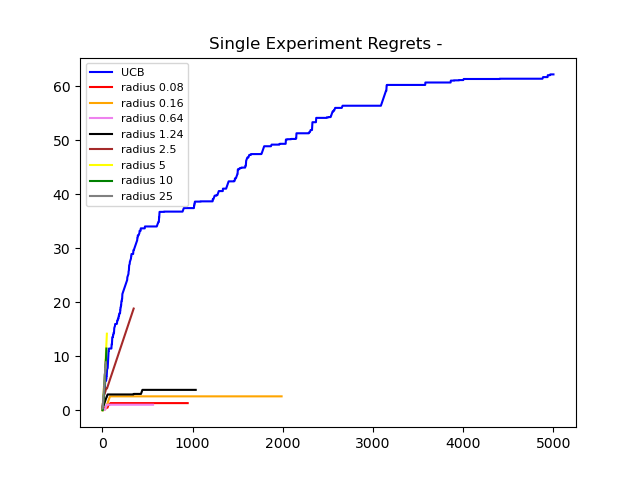 Single Experiment Regrets -
UCB
radius 0.08
radius 0.16
radius 0.64
radius 1.24
radius 2.5
radius 5
radius 10
radius 25
60
50
40
30
20
10
0
0 1000 2000 3000 4000 5000